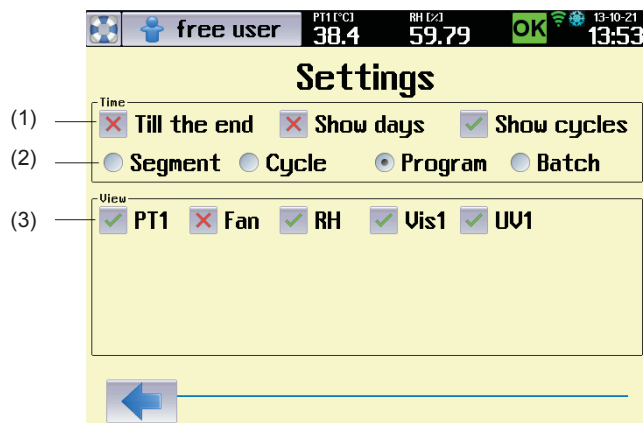 free user PT1 [°C] RH [%] OK 13-10-21
38.4 59.79 13:53
Settings
Time
(1) Till the end Show days Show cycles
(2) Segment Cycle Program Batch
View
(3) PT1 Fan RH Vis1 UV1